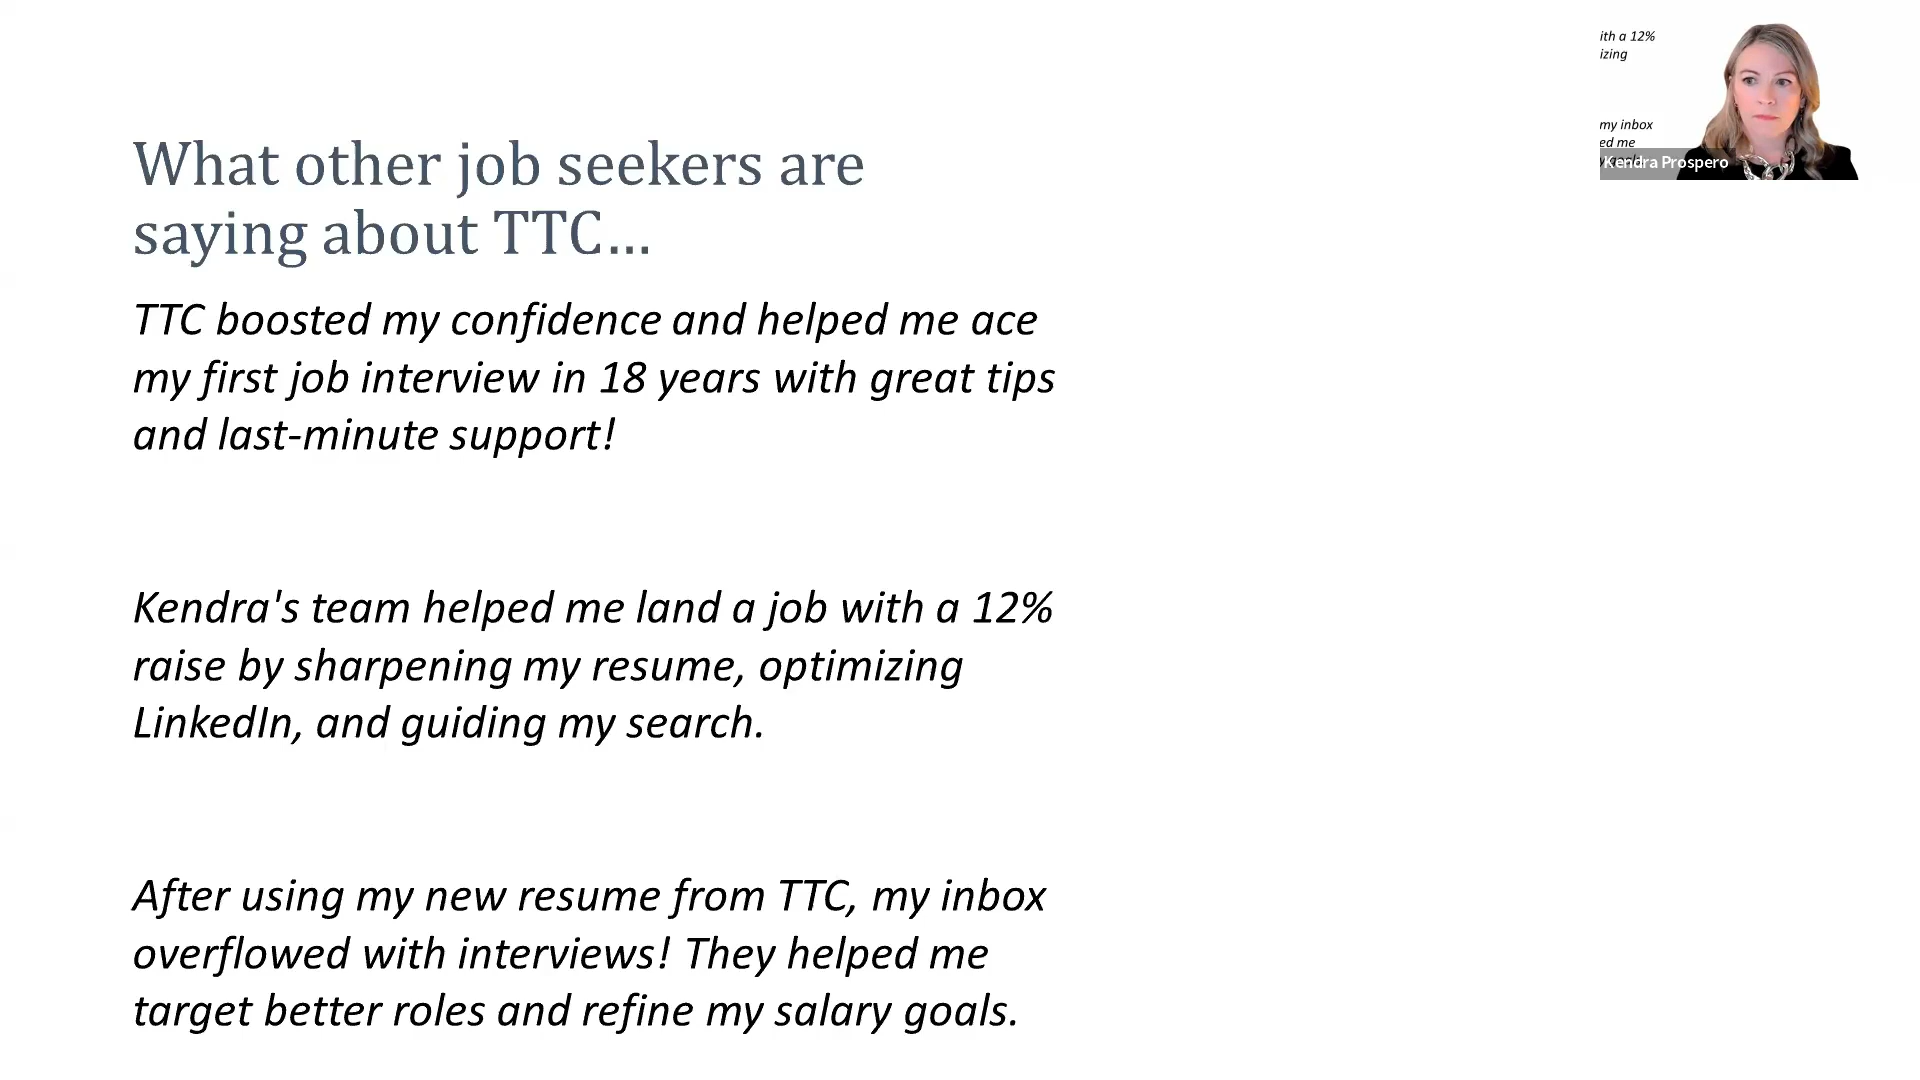 What other job seekers are
saying about TTC...
TTC boosted my confidence and helped me ace
my first job interview in 18 years with great tips
and last-minute support!
Kendra's team helped me land a job with a 12%
raise by sharpening my resume, optimizing
LinkedIn, and guiding my search.
After using my new resume from TTC, my inbox
overflowed with interviews! They helped me
target better roles and refine my salary goals.
ith a 12%
izing
my inbox
ed me
Kendra Prospero